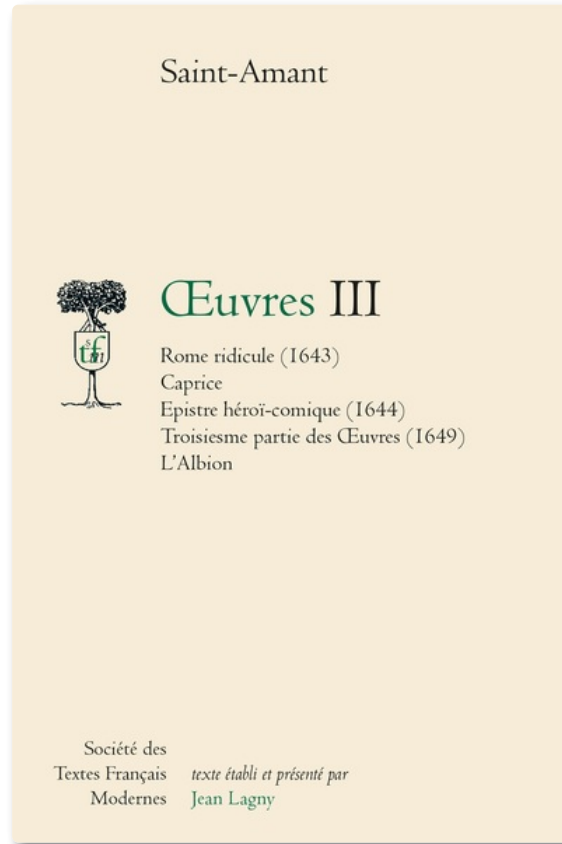 Saint-Amant
Œuvres III
stfm
Rome ridicule (1643)
Caprice
Epistre héroï-comique (1644)
Troisiesme partie des Œuvres (1649)
L'Albion
Société des
Textes Français
Modernes
texte établi et présenté par
Jean Lagny